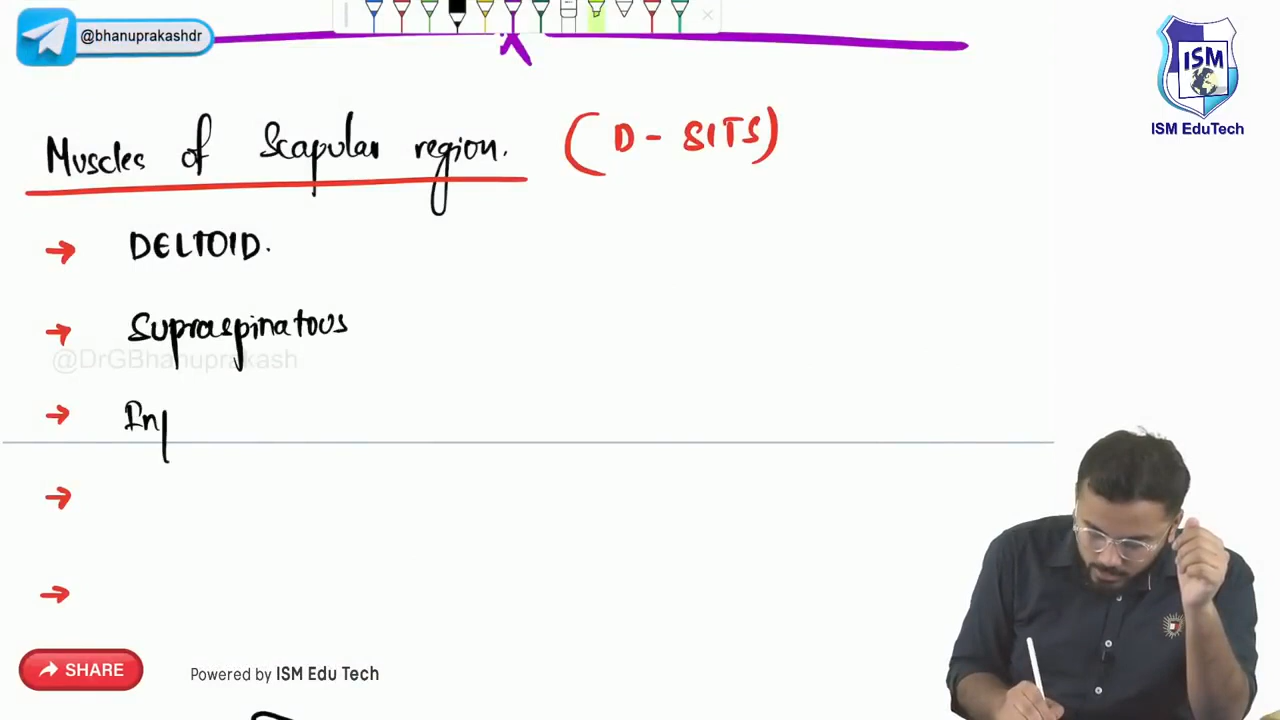 @bhanuprakashdr
ISM
ISM EduTech
Muscles of Scapular region. (D - SITS)
→ DELTOID.
→ Supraspinatous
@DrGBhanuprakash
→ Inf
→
→
SHARE
Powered by ISM Edu Tech